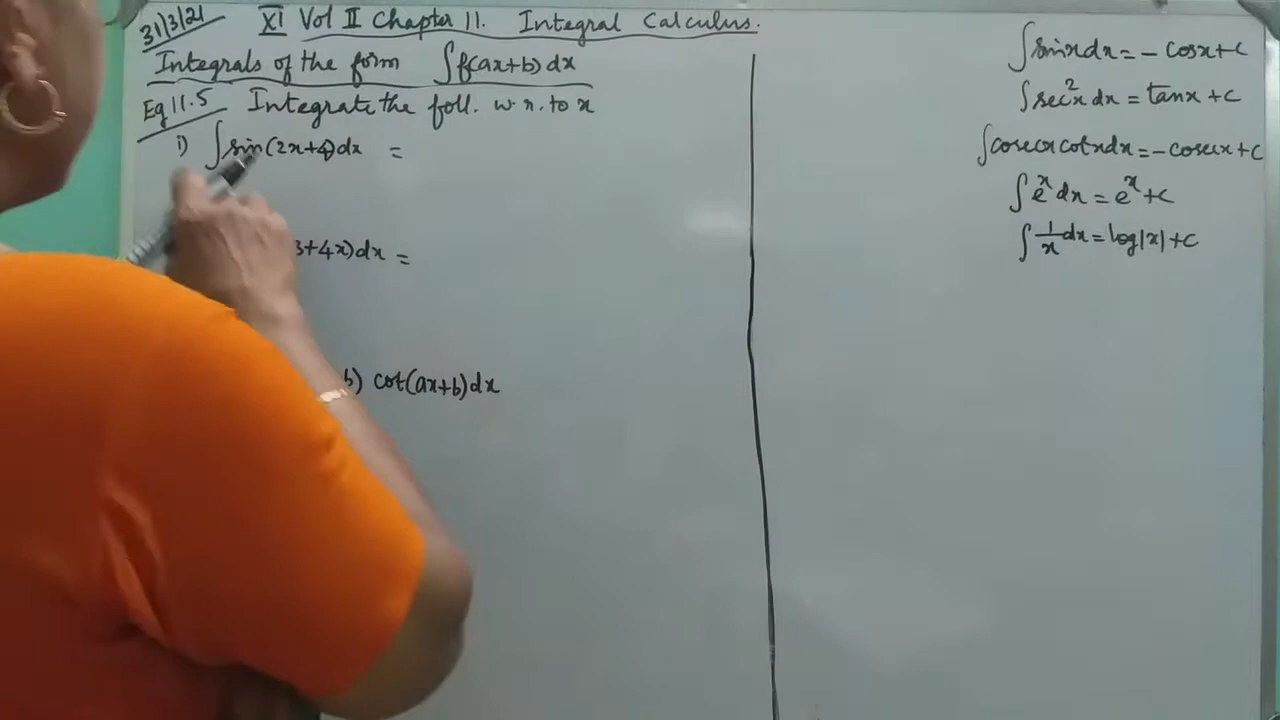 31/3/21 XI Vol II Chapter 11. Integral Calculus.
Integrals of the form ∫f(ax+b)dx
Eg 11.5 Integrate the foll. w r. to x
i) ∫sin(2x+4)dx =
3+4x)dx =
b) cot(ax+b)dx
∫sinx dx = -cosx+c
∫sec²x dx = tanx+c
∫cosecx cotx dx = -cosecx+c
∫eˣ dx = eˣ+c
∫1/x dx = log|x|+c